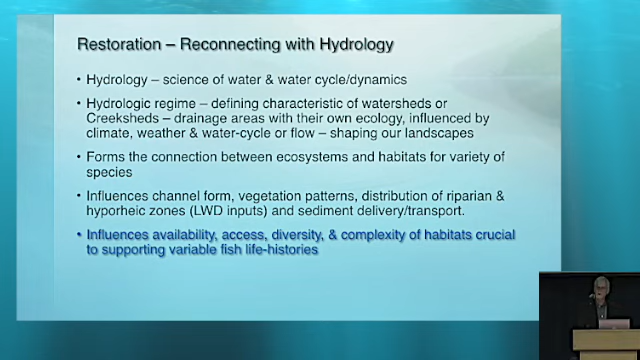 Restoration – Reconnecting with Hydrology
• Hydrology – science of water & water cycle/dynamics
• Hydrologic regime – defining characteristic of watersheds or
Creeksheds – drainage areas with their own ecology, influenced by
climate, weather & water-cycle or flow – shaping our landscapes
• Forms the connection between ecosystems and habitats for variety of
species
• Influences channel form, vegetation patterns, distribution of riparian &
hyporheic zones (LWD inputs) and sediment delivery/transport.
• Influences availability, access, diversity, & complexity of habitats crucial
to supporting variable fish life-histories